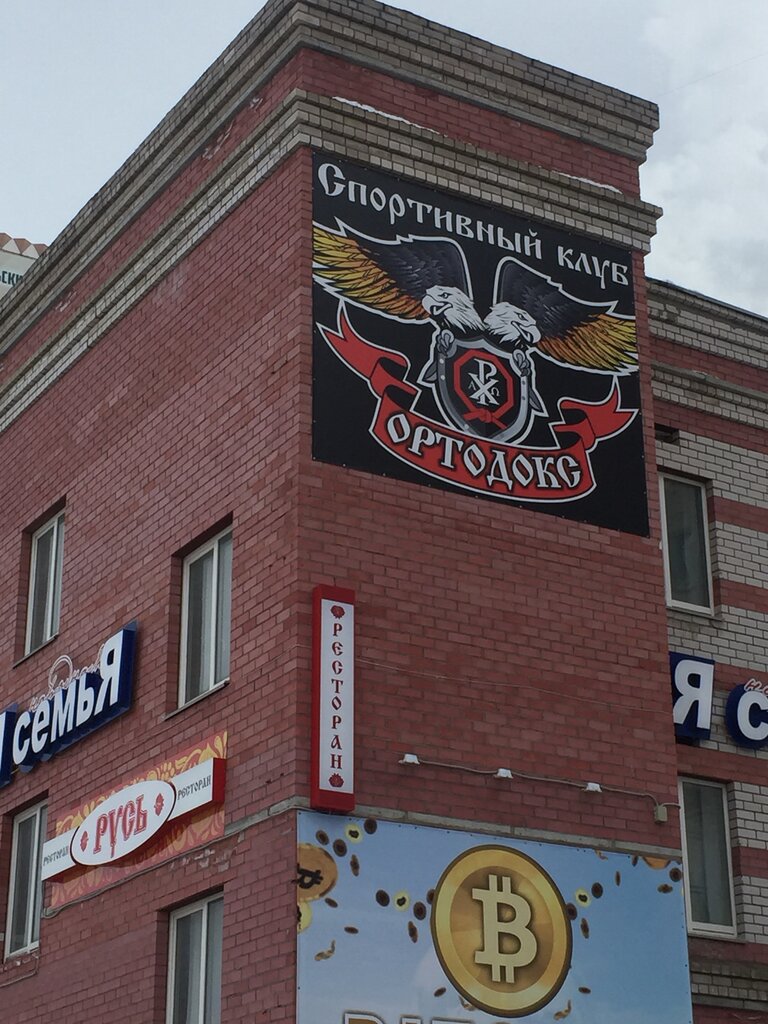 Спортивный клуб
Α Ω
ОРТОДОКС
РЕСТОРАН
семьЯ
РЕСТОРАН
РУСЬ
РЕСТОРАН
Я с